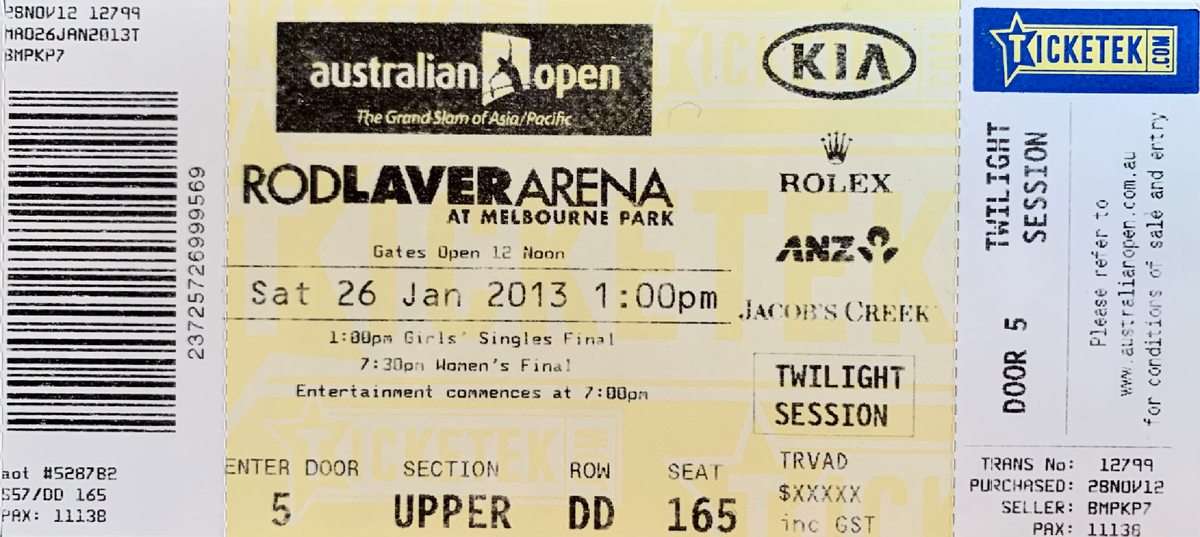 28NOV12 12799
MAO26JAN2013T
BMPKP7
237257269999569
aot #528782
S57/DD 165
PAX: 11138
australian open
The Grand Slam of Asia/Pacific
RODLAVERARENA
AT MELBOURNE PARK
Gates Open 12 Noon
Sat 26 Jan 2013 1:00pm
1:00pm Girls' Singles Final
7:30pm Women's Final
Entertainment commences at 7:00pm
ENTER DOOR SECTION ROW SEAT
5 UPPER DD 165
KIA
ROLEX
ANZ
JACOB'S CREEK
TWILIGHT
SESSION
TRVAD
$XXXXX
inc GST
TICKETEK.COM
TWILIGHT
SESSION
DOOR 5
Please refer to
www.australianopen.com.au
for conditions of sale and entry
TRANS No: 12799
PURCHASED: 28NOV12
SELLER: BMPKP7
PAX: 11138